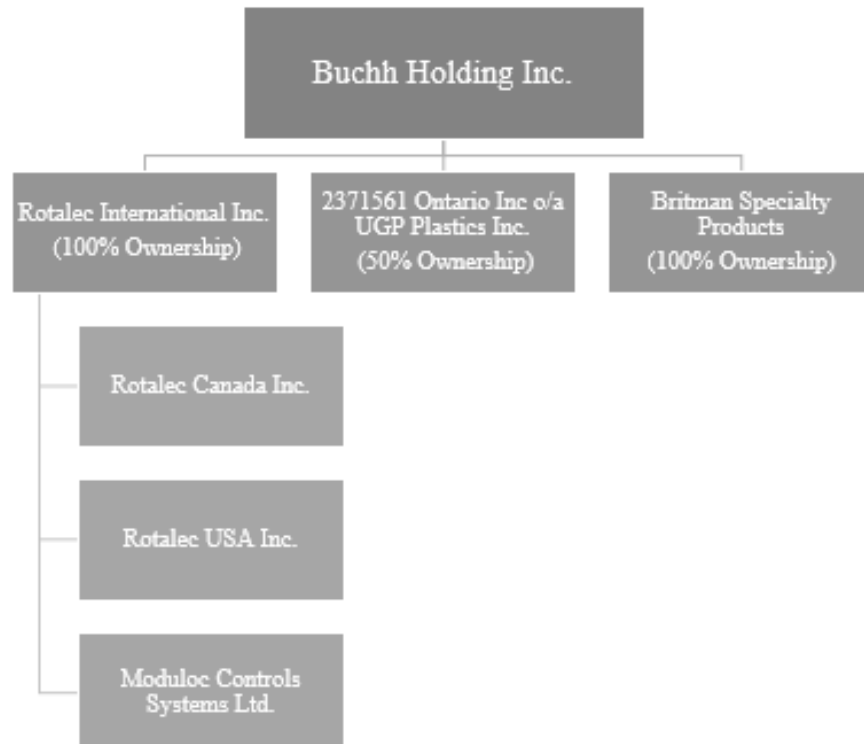 Buchh Holding Inc.
Rotalec International Inc.
(100% Ownership)
2371561 Ontario Inc o/a
UGP Plastics Inc.
(50% Ownership)
Britman Specialty
Products
(100% Ownership)
Rotalec Canada Inc.
Rotalec USA Inc.
Moduloc Controls
Systems Ltd.